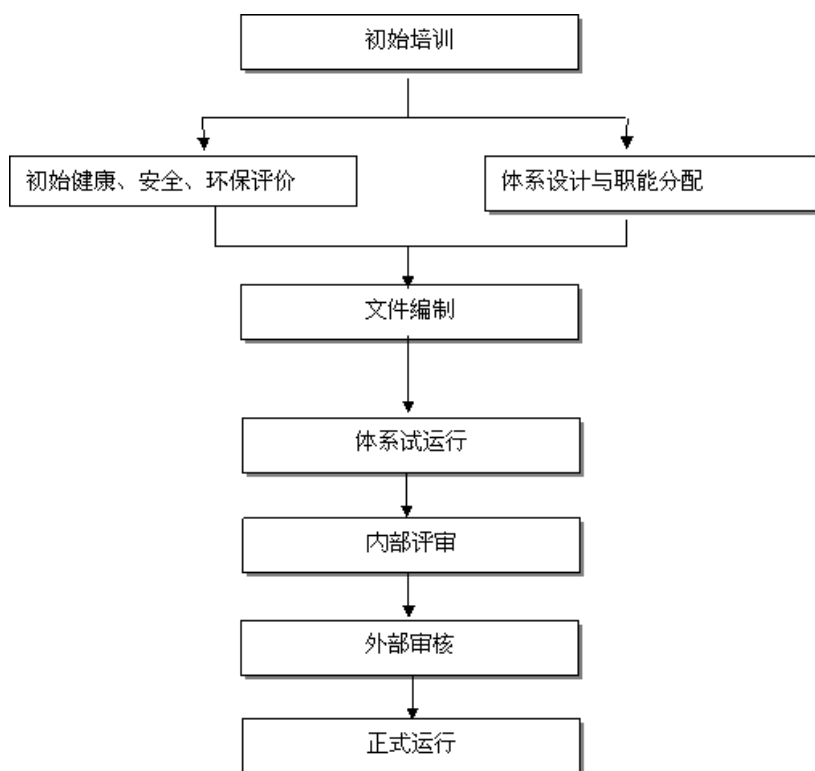 初始培训
初始健康、安全、环保评价
体系设计与职能分配
文件编制
体系试运行
内部评审
外部审核
正式运行